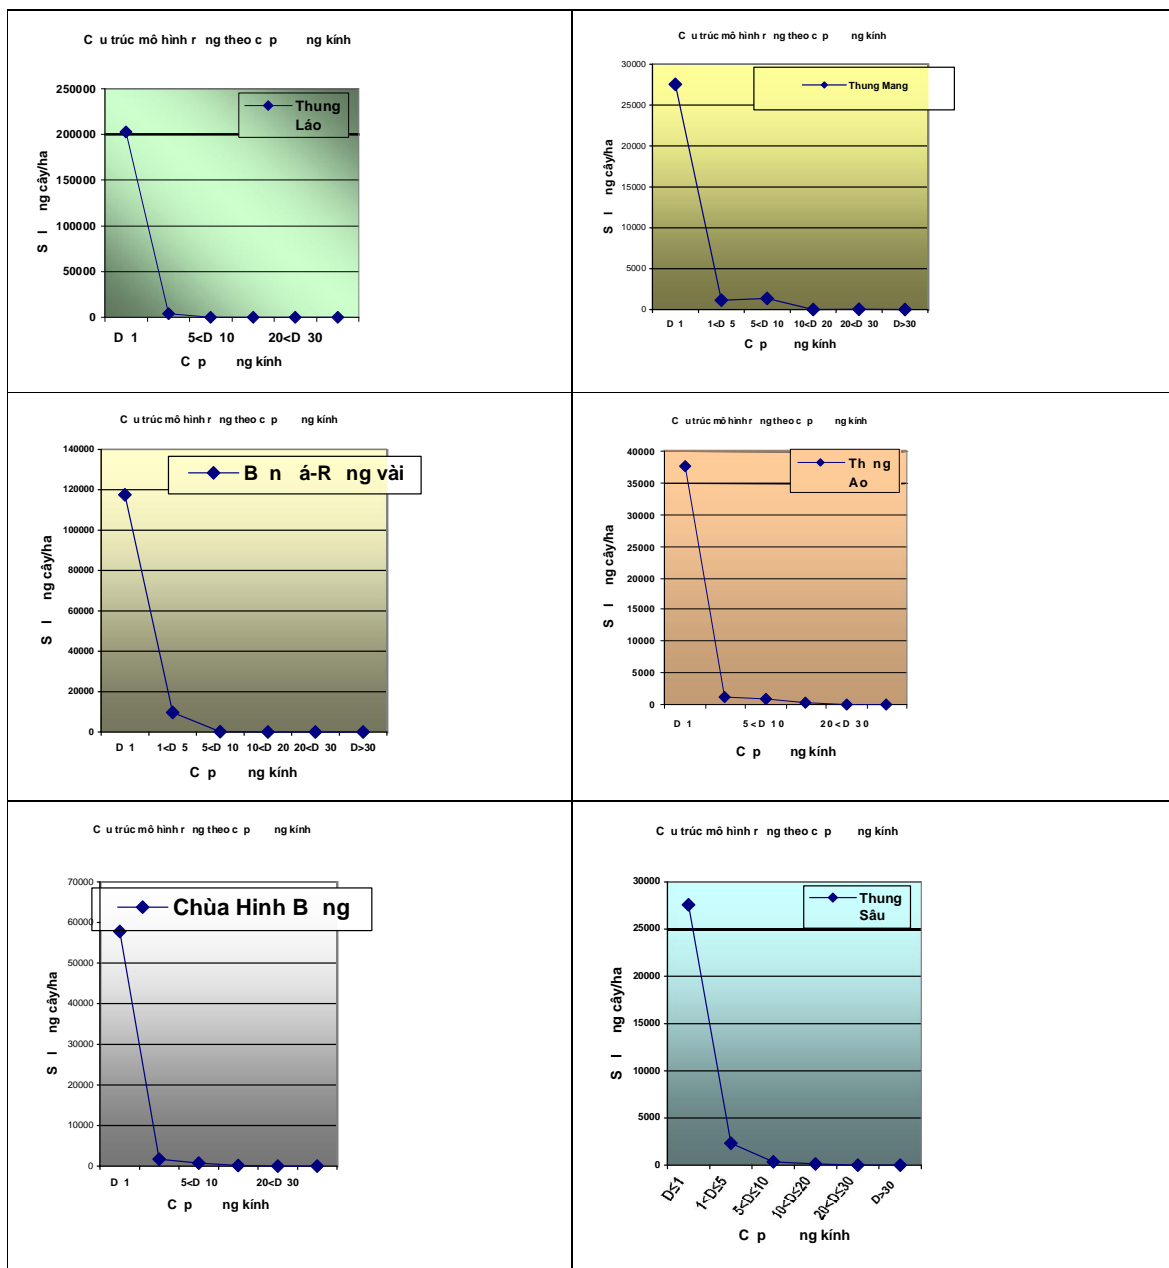 C u trúc mô hình r ng theo c p ng kính
250000
200000
150000
100000
50000
0
S l ng cây/ha
Thung
Láo
D 1 5<D 10 20<D 30
C p ng kính
C u trúc mô hình r ng theo c p ng kính
30000
25000
20000
15000
10000
5000
0
S l ng cây/ha
Thung Mang
D 1 1<D 5 5<D 10 10<D 20 20<D 30 D>30
C p ng kính
C u trúc mô hình r ng theo c p ng kính
140000
120000
100000
80000
60000
40000
20000
0
S l ng cây/ha
B n á-R ng vài
D 1 1<D 5 5<D 10 10<D 20 20<D 30 D>30
C p ng kính
C u trúc mô hình r ng theo c p ng kính
40000
35000
30000
25000
20000
15000
10000
5000
0
S l ng cây/ha
Th ng
Ao
D 1 5<D 10 20<D 30
C p ng kính
C u trúc mô hình r ng theo c p ng kính
70000
60000
50000
40000
30000
20000
10000
0
S l ng cây/ha
Chùa Hinh B ng
D 1 5<D 10 20<D 30
C p ng kính
C u trúc mô hình r ng theo c p ng kính
30000
25000
20000
15000
10000
5000
0
S l ng cây/ha
Thung
Sâu
D≤1 1<D≤5 5<D≤10 10<D≤20 20<D≤30 D>30
C p ng kính